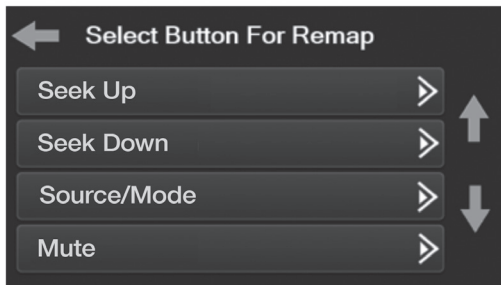 Select Button For Remap
Seek Up
Seek Down
Source/Mode
Mute